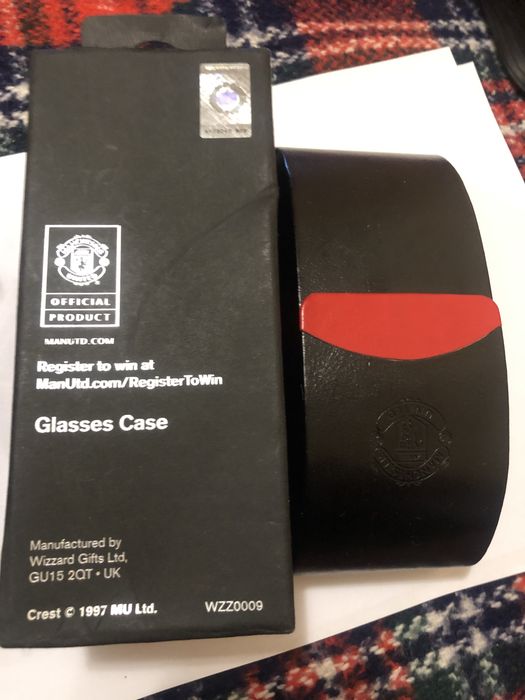 OFFICIAL
PRODUCT
MANUTD.COM
Register to win at
ManUtd.com/RegisterToWin
Glasses Case
Manufactured by
Wizzard Gifts Ltd,
GU15 2QT • UK
Crest © 1997 MU Ltd.
WZZ0009